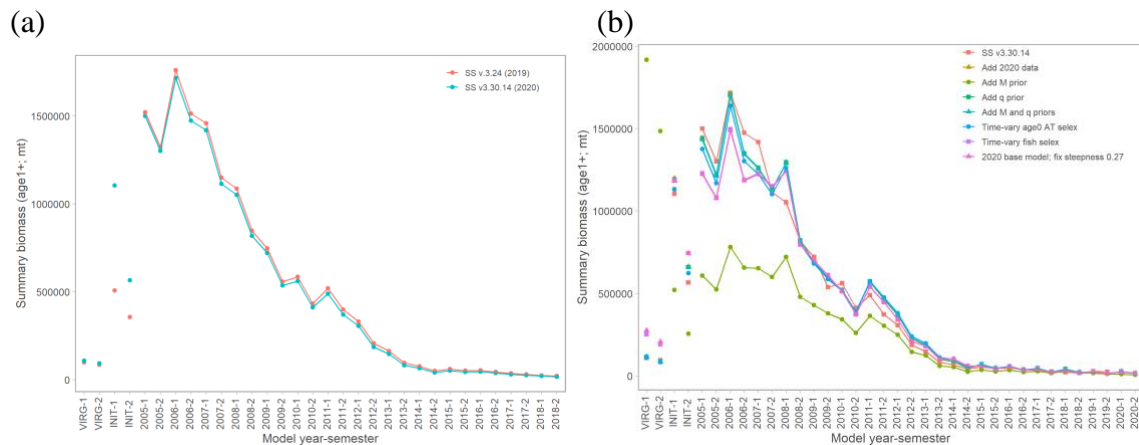 (a)
SS v.3.24 (2019)
SS v3.30.14 (2020)
Summary biomass (age1+; mt)
1500000
1000000
500000
0
VIRG-1
VIRG-2
INIT-1
INIT-2
2005-1
2005-2
2006-1
2006-2
2007-1
2007-2
2008-1
2008-2
2009-1
2009-2
2010-1
2010-2
2011-1
2011-2
2012-1
2012-2
2013-1
2013-2
2014-1
2014-2
2015-1
2015-2
2016-1
2016-2
2017-1
2017-2
2018-1
2018-2
Model year-semester
(b)
SS v3.30.14
Add 2020 data
Add M prior
Add q prior
Add M and q priors
Time-vary age0 AT selex
Time-vary fish selex
2020 base model; fix steepness 0.27
Summary biomass (age1+; mt)
2000000
1500000
1000000
500000
0
VIRG-1
VIRG-2
INIT-1
INIT-2
2005-1
2005-2
2006-1
2006-2
2007-1
2007-2
2008-1
2008-2
2009-1
2009-2
2010-1
2010-2
2011-1
2011-2
2012-1
2012-2
2013-1
2013-2
2014-1
2014-2
2015-1
2015-2
2016-1
2016-2
2017-1
2017-2
2018-1
2018-2
2019-1
2019-2
2020-1
2020-2
Model year-semester